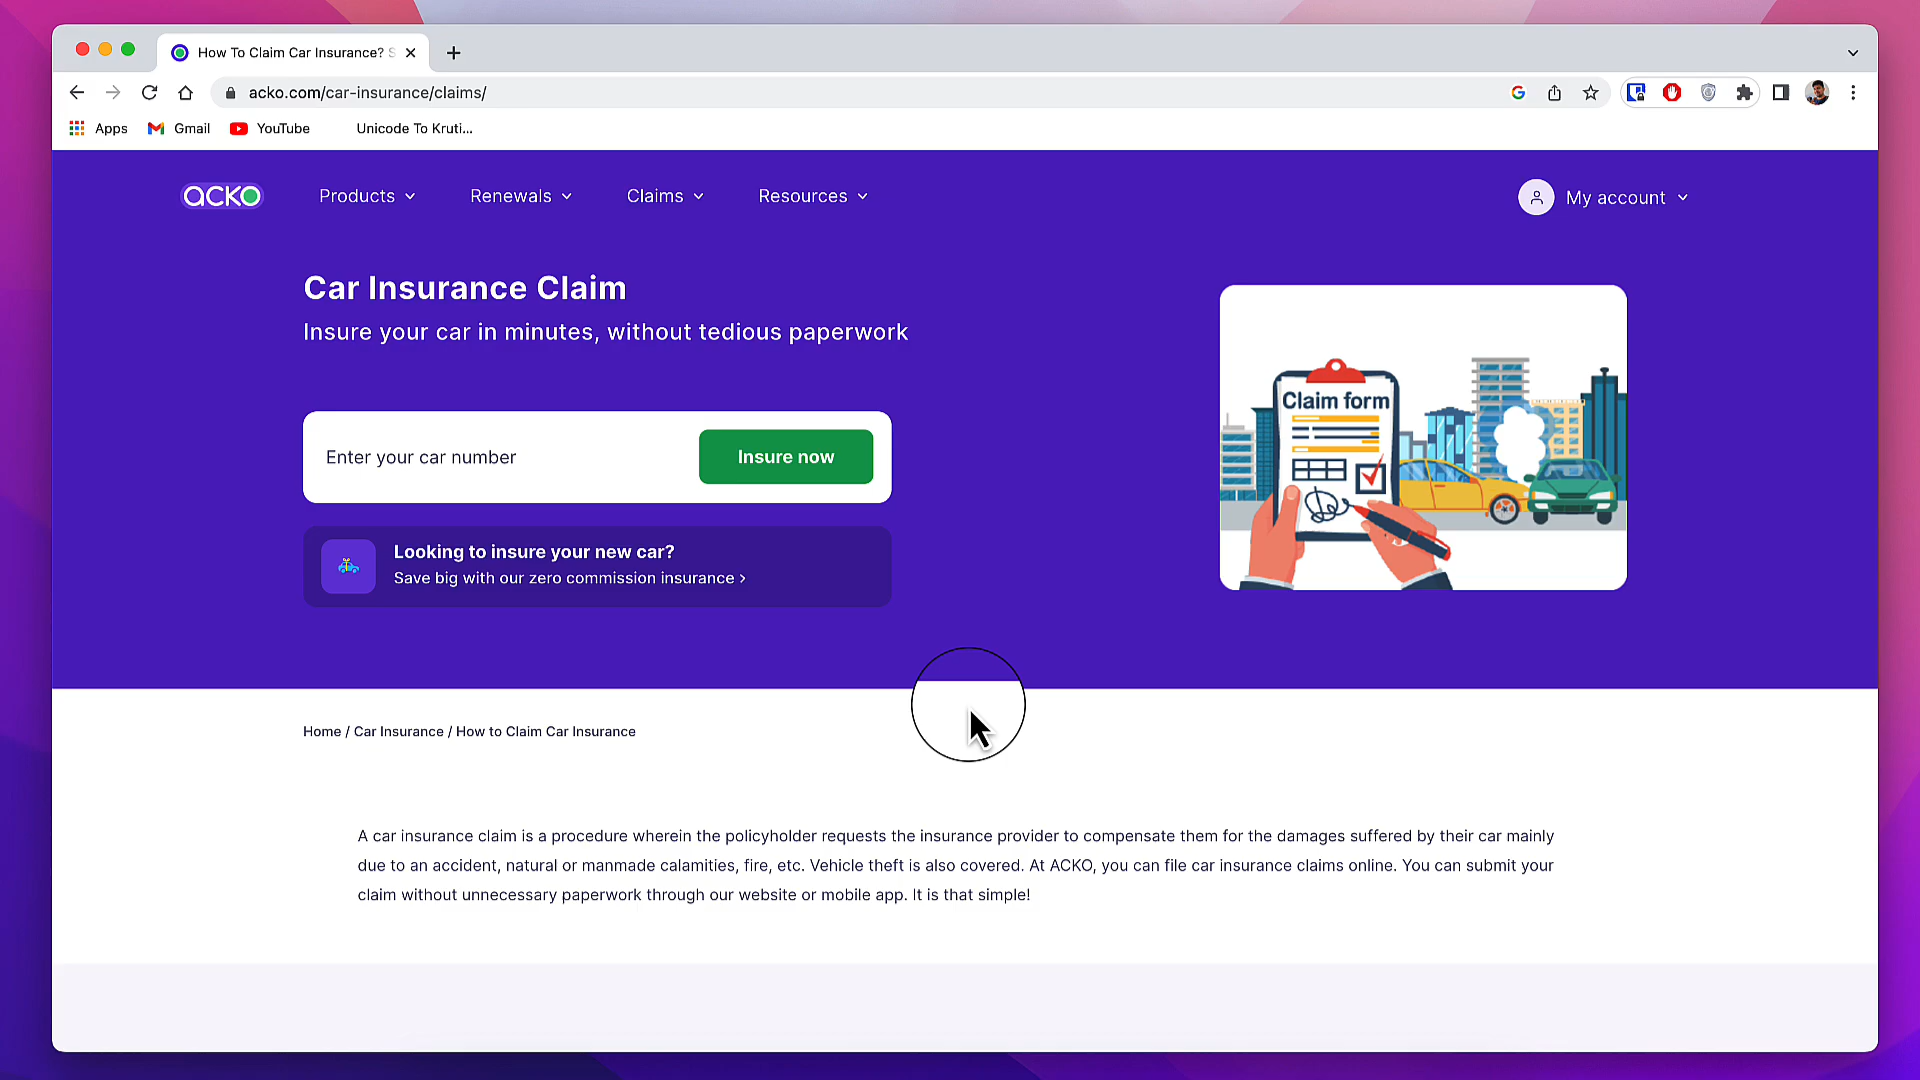 How To Claim Car Insurance? S
acko.com/car-insurance/claims/
Apps
Gmail
YouTube
Unicode To Kruti...
acko
Products
Renewals
Claims
Resources
My account
Car Insurance Claim
Insure your car in minutes, without tedious paperwork
Claim form
Enter your car number
Insure now
Looking to insure your new car?
Save big with our zero commission insurance ›
Home / Car Insurance / How to Claim Car Insurance
A car insurance claim is a procedure wherein the policyholder requests the insurance provider to compensate them for the damages suffered by their car mainly
due to an accident, natural or manmade calamities, fire, etc. Vehicle theft is also covered. At ACKO, you can file car insurance claims online. You can submit your
claim without unnecessary paperwork through our website or mobile app. It is that simple!